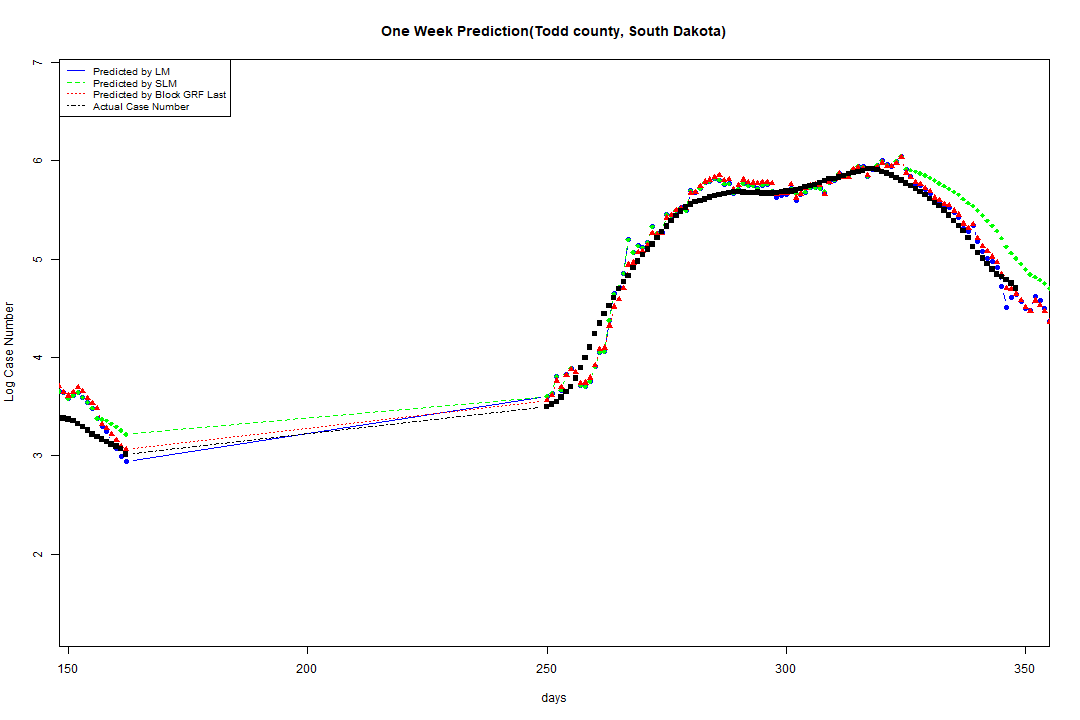 One Week Prediction(Todd county, South Dakota)
Predicted by LM
Predicted by SLM
Predicted by Block GRF Last
Actual Case Number
7
6
5
4
3
2
Log Case Number
150 200 250 300 350
days